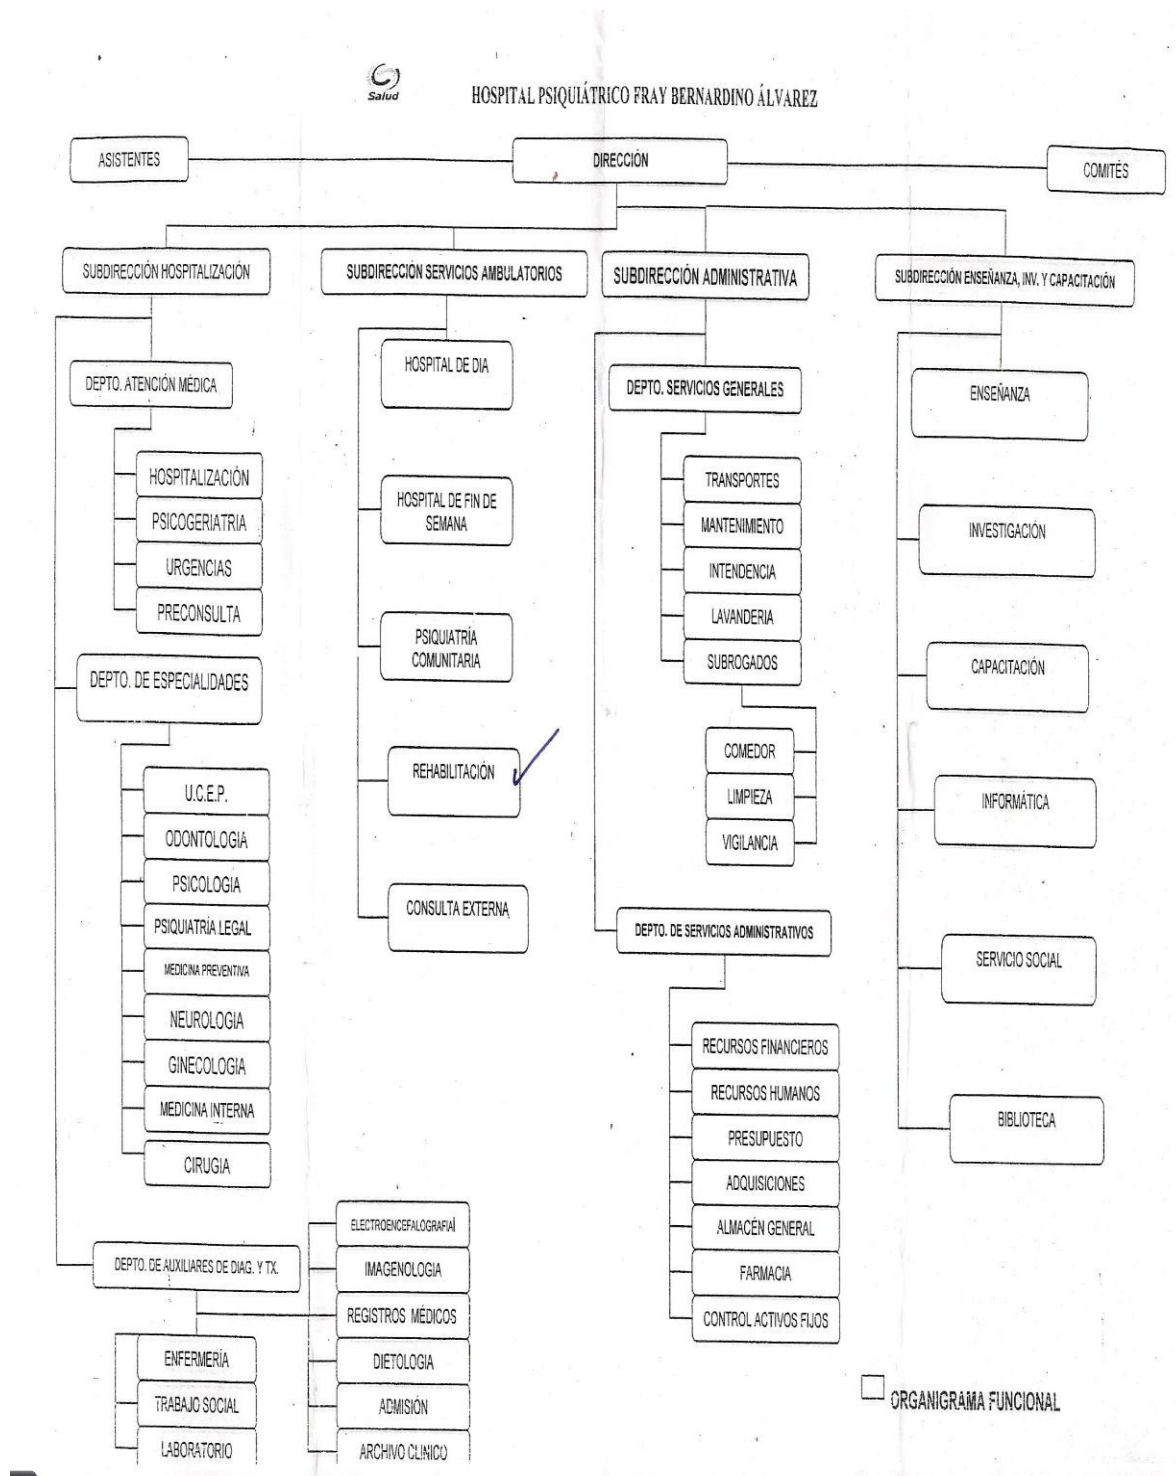 Salud
HOSPITAL PSIQUIÁTRICO FRAY BERNARDINO ÁLVAREZ
ASISTENTES
DIRECCIÓN
COMITÉS
SUBDIRECCIÓN HOSPITALIZACIÓN
SUBDIRECCIÓN SERVICIOS AMBULATORIOS
SUBDIRECCIÓN ADMINISTRATIVA
SUBDIRECCIÓN ENSEÑANZA, INV. Y CAPACITACIÓN
DEPTO. ATENCIÓN MÉDICA
HOSPITALIZACIÓN
PSICOGERIATRIA
URGENCIAS
PRECONSULTA
DEPTO. DE ESPECIALIDADES
U.C.E.P.
ODONTOLOGIA
PSICOLOGIA
PSIQUIATRÍA LEGAL
MEDICINA PREVENTIVA
NEUROLOGIA
GINECOLOGIA
MEDICINA INTERNA
CIRUGIA
DEPTO. DE AUXILIARES DE DIAG. Y TX.
ENFERMERÍA
TRABAJO SOCIAL
LABORATORIO
ELECTROENCEFALOGRAFIAÍ
IMAGENOLOGIA
REGISTROS MÉDICOS
DIETOLOGIA
ADMISIÓN
ARCHIVO CLINICO
HOSPITAL DE DIA
HOSPITAL DE FIN DE
SEMANA
PSIQUIATRÍA
COMUNITARIA
REHABILITACIÓN
CONSULTA EXTERNA
DEPTO. SERVICIOS GENERALES
TRANSPORTES
MANTENIMIENTO
INTENDENCIA
LAVANDERIA
SUBROGADOS
COMEDOR
LIMPIEZA
VIGILANCIA
DEPTO. DE SERVICIOS ADMINISTRATIVOS
RECURSOS FINANCIEROS
RECURSOS HUMANOS
PRESUPUESTO
ADQUISICIONES
ALMACÉN GENERAL
FARMACIA
CONTROL ACTIVOS FIJOS
ENSEÑANZA
INVESTIGACIÓN
CAPACITACIÓN
INFORMÁTICA
SERVICIO SOCIAL
BIBLIOTECA
ORGANIGRAMA FUNCIONAL